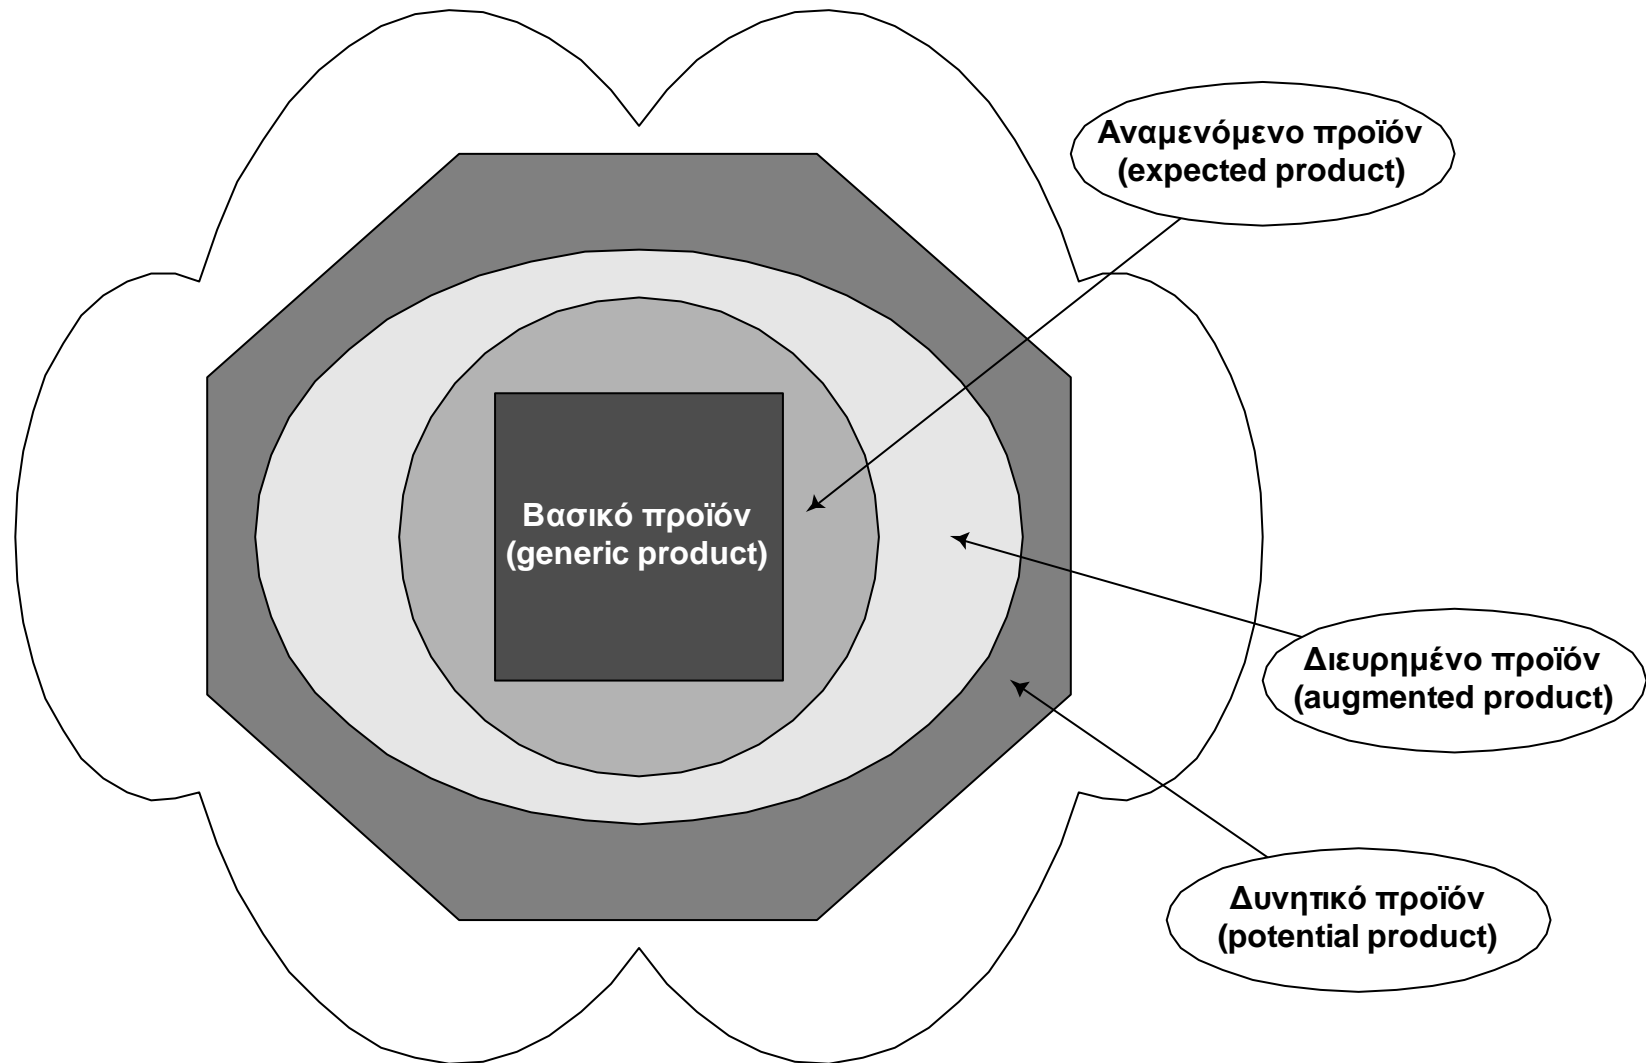 Αναμενόμενο προϊόν
(expected product)
Βασικό προϊόν
(generic product)
Διευρημένο προϊόν
(augmented product)
Δυνητικό προϊόν
(potential product)